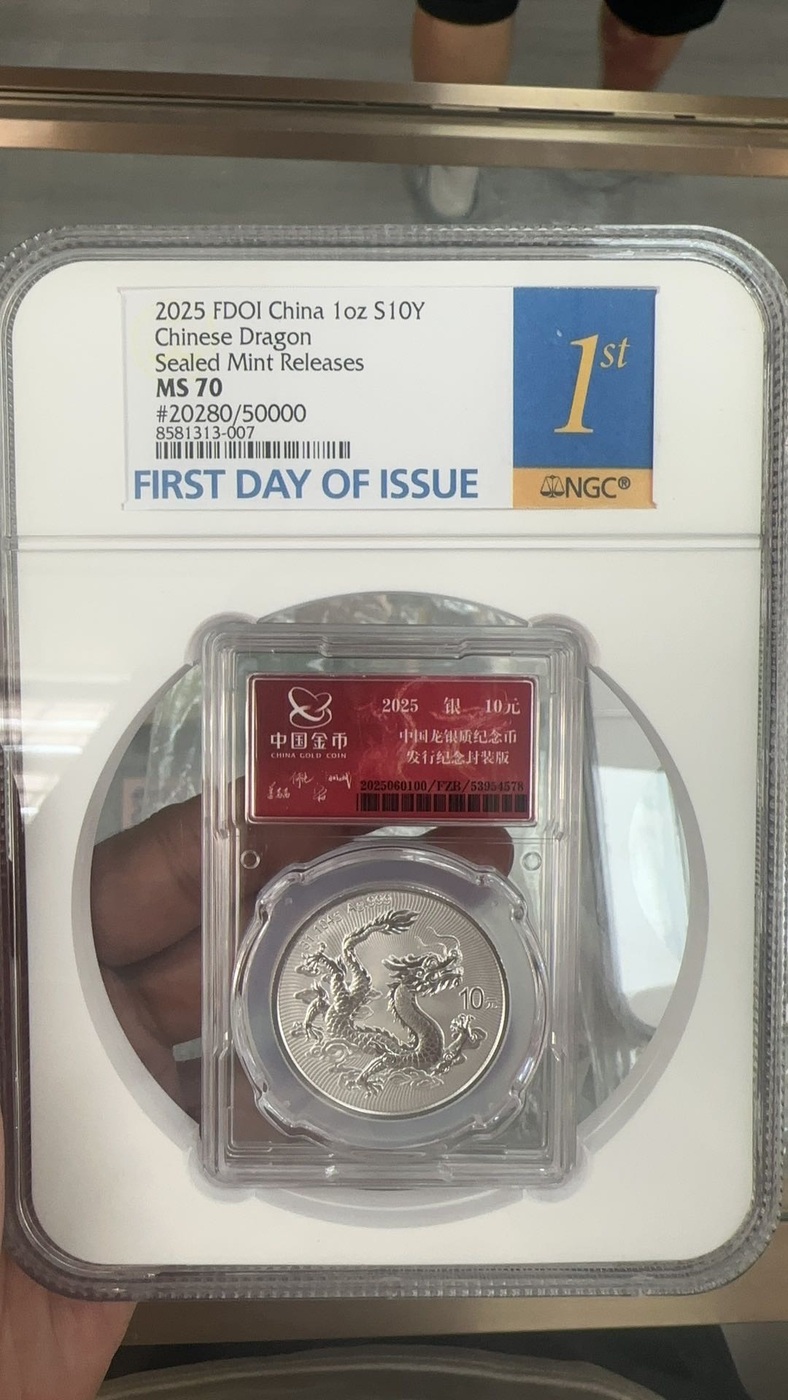 2025 FDOI China 1oz S10Y
Chinese Dragon
Sealed Mint Releases
MS 70
#20280/50000
8581313-007
FIRST DAY OF ISSUE
1st
NGC®
中国金币
CHINA GOLD COIN
2025 银 10元
中国龙银质纪念币
发行纪念封装版
2025060100/FZB/53954578
Ag 999
10元